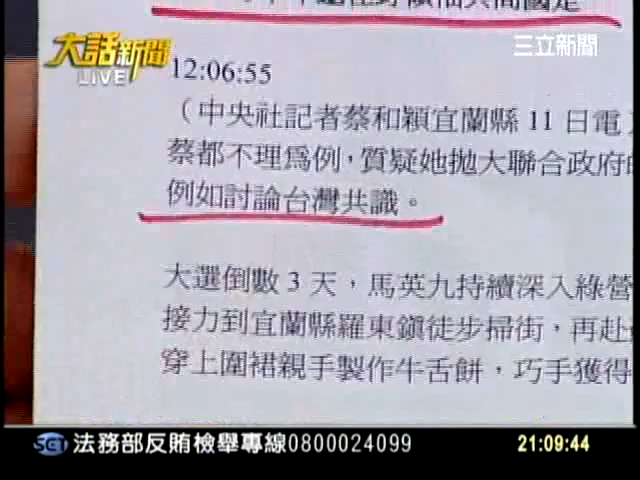 大話新聞
LIVE
三立新聞
12:06:55
（中央社記者蔡和穎宜蘭縣 11 日電
蔡都不理為例，質疑她拋大聯合政府
例如討論台灣共識。
大選倒數 3 天，馬英九持續深入綠營
接力到宜蘭縣羅東鎮徒步掃街，再赴
穿上圍裙親手製作牛舌餅，巧手獲得
SET 法務部反賄檢舉專線0800024099
21:09:44